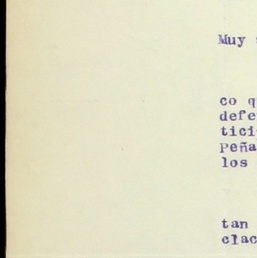 Muy
co q
defe
tici
Peña
los
tan
clac